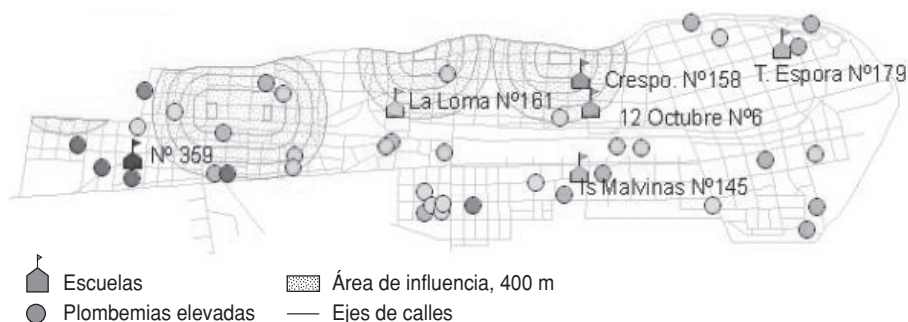 T. Espora Nº179
Crespo. Nº158
La Loma Nº161
12 Octubre Nº6
Nº 359
Is Malvinas Nº145
Escuelas
Área de influencia, 400 m
Plombemias elevadas
Ejes de calles